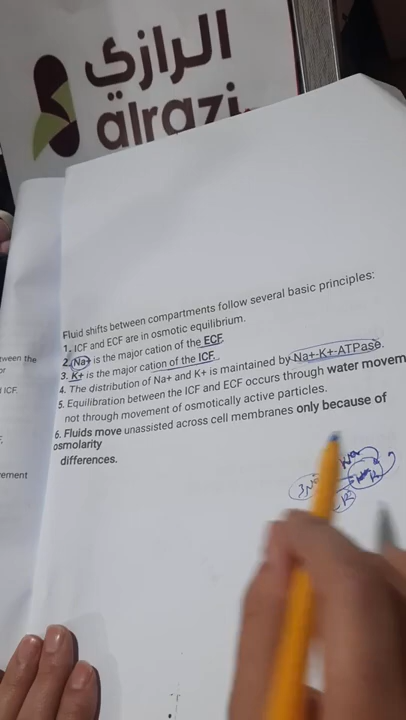 الرازي
alrazi
Fluid shifts between compartments follow several basic principles:
1. ICF and ECF are in osmotic equilibrium.
2. Na+ is the major cation of the ECF.
3. K+ is the major cation of the ICF.
4. The distribution of Na+ and K+ is maintained by Na+-K+-ATPase.
5. Equilibration between the ICF and ECF occurs through water movem
not through movement of osmotically active particles.
6. Fluids move unassisted across cell membranes only because of
osmolarity
differences.
tween the
or
ICF.
ement
3Na